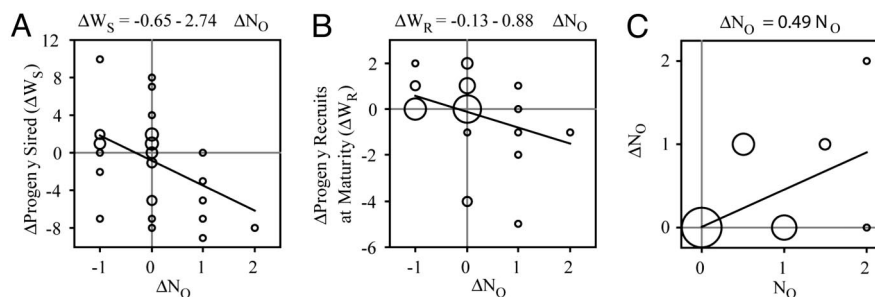 A
ΔW_S = -0.65 - 2.74 ΔN_O
ΔProgeny Sired (ΔW_S)
12
8
4
0
-4
-8
-1 0 1 2
ΔN_O
B
ΔW_R = -0.13 - 0.88 ΔN_O
ΔProgeny Recruits
at Maturity (ΔW_R)
2
0
-2
-4
-6
-1 0 1 2
ΔN_O
C
ΔN_O = 0.49 N_O
ΔN_O
2
1
0
0 1 2
N_O